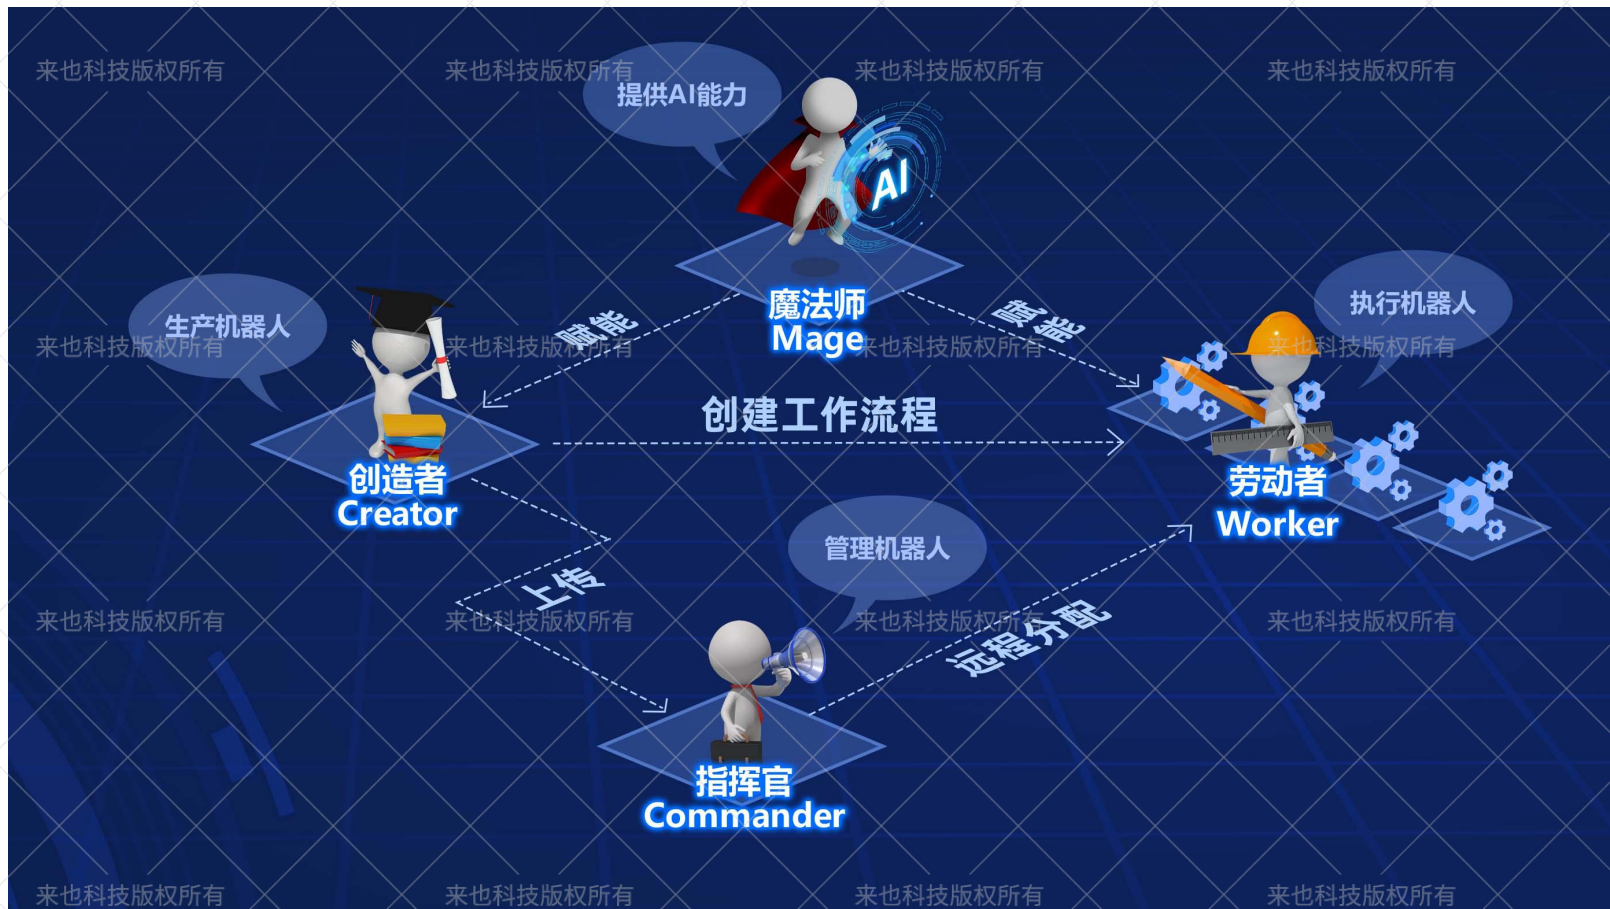 来也科技版权所有
来也科技版权所有
来也科技版权所有
来也科技版权所有
提供AI能力
AI
魔法师
Mage
赋能
赋能
生产机器人
执行机器人
来也科技版权所有
来也科技版权所有
来也科技版权所有
来也科技版权所有
创建工作流程
创造者
Creator
劳动者
Worker
管理机器人
上传
远程分配
来也科技版权所有
来也科技版权所有
来也科技版权所有
来也科技版权所有
指挥官
Commander
来也科技版权所有
来也科技版权所有
来也科技版权所有
来也科技版权所有